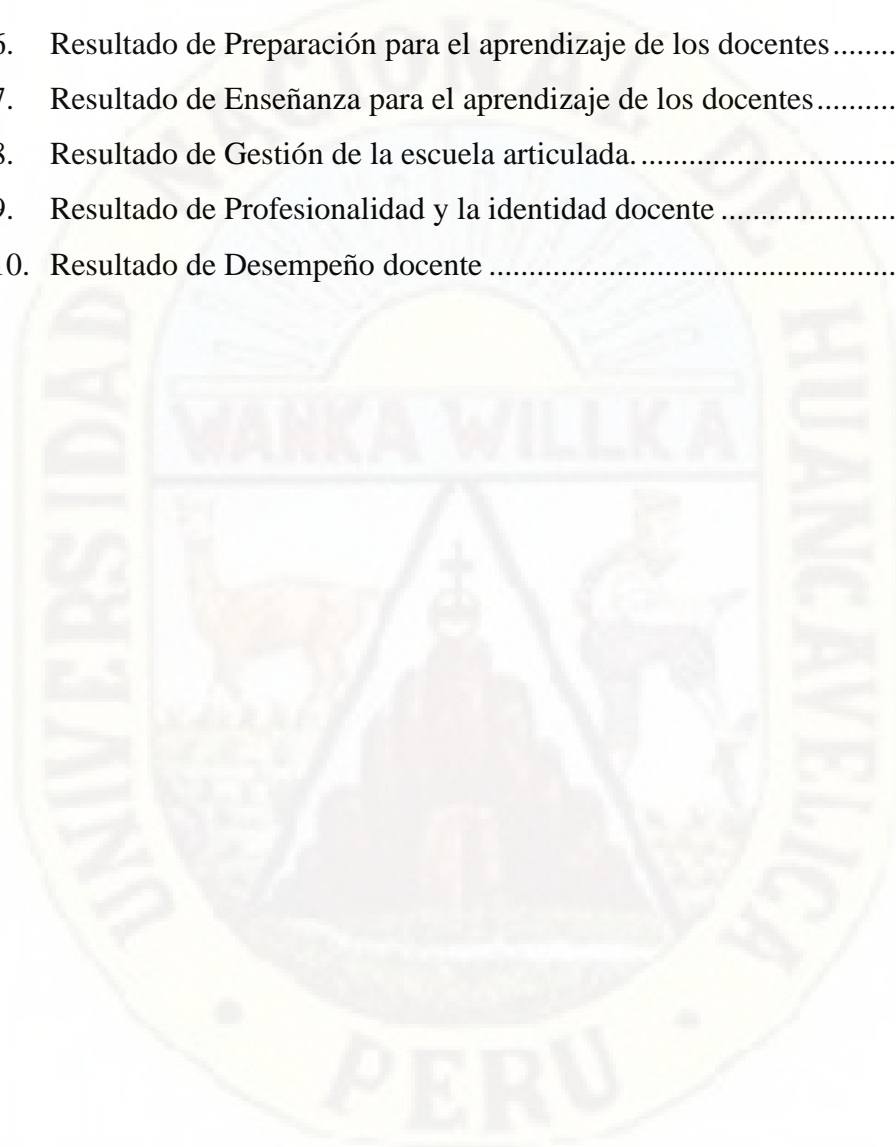 6. Resultado de Preparación para el aprendizaje de los docentes
7. Resultado de Enseñanza para el aprendizaje de los docentes
8. Resultado de Gestión de la escuela articulada.
9. Resultado de Profesionalidad y la identidad docente
10. Resultado de Desempeño docente
UNIVERSIDAD NACIONAL DE HUANCAVELICA
WANKA WILLKA
PERU